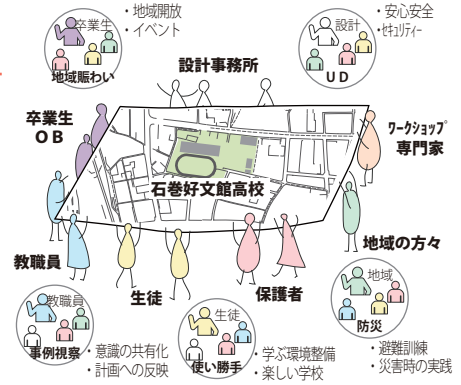 卒業生
地域賑わい
・地域開放
・イベント
設計
UD
・安心安全
・セキュリティー
設計事務所
卒業生
OB
ワークショップ
専門家
石巻好文館高校
教職員
生徒
保護者
地域の方々
教職員
事例視察
・意識の共有化
・計画への反映
生徒
使い勝手
・学ぶ環境整備
・楽しい学校
地域
防災
・避難訓練
・災害時の実践